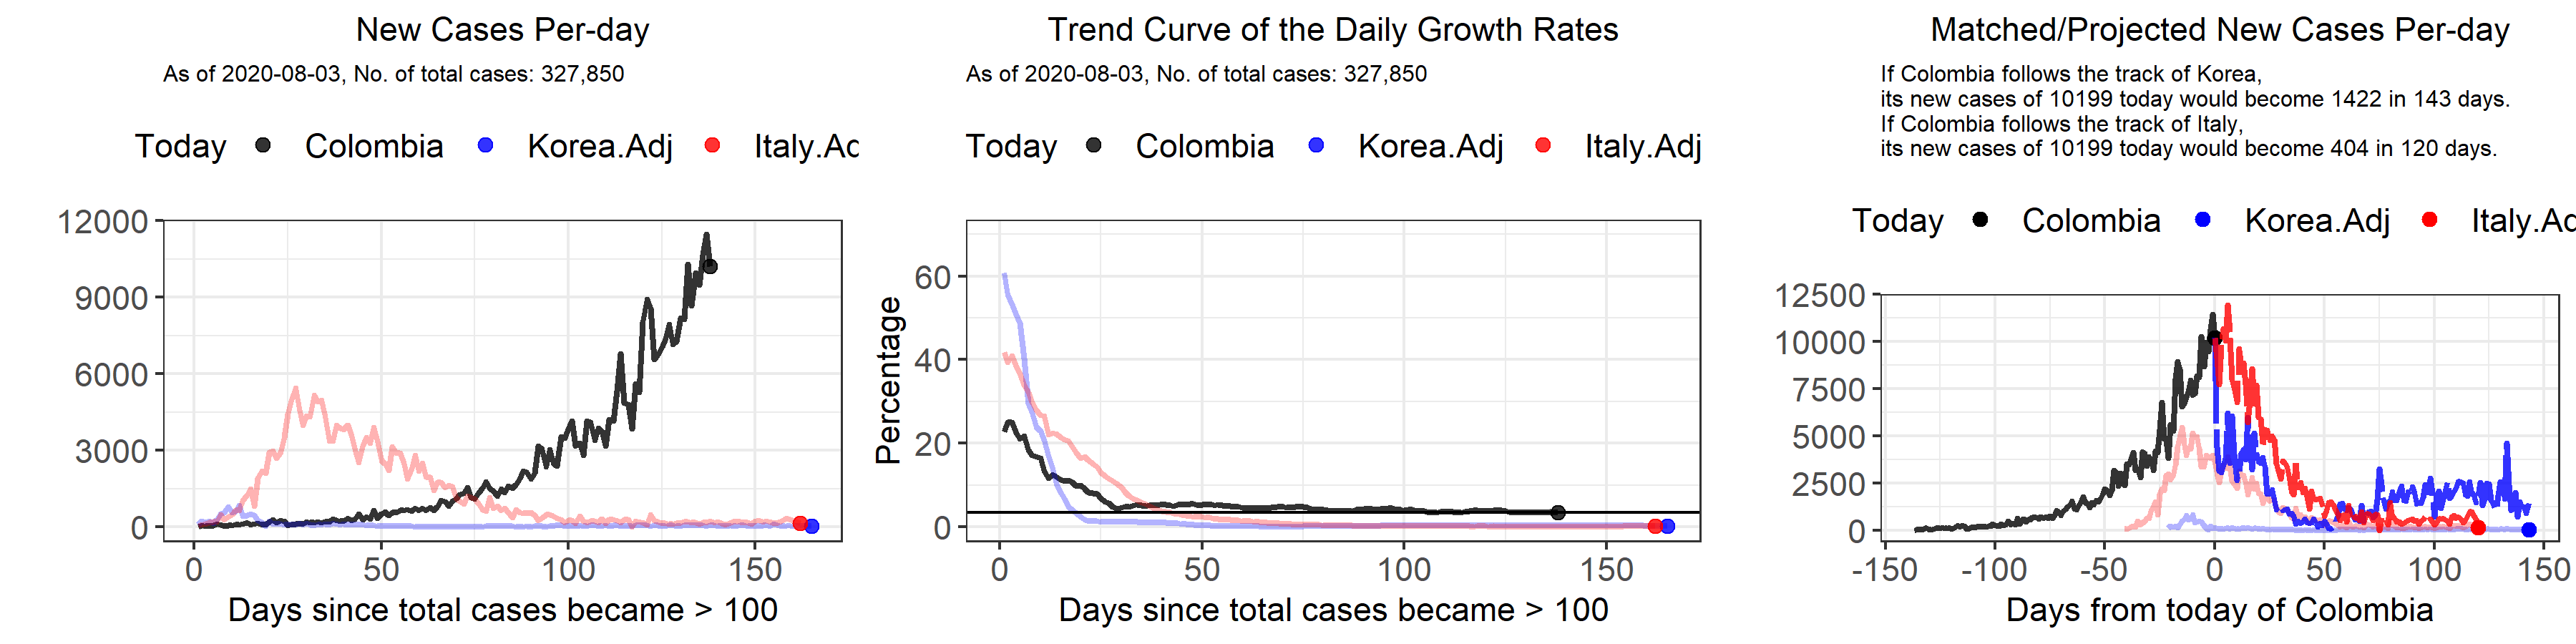 New Cases Per-day
As of 2020-08-03, No. of total cases: 327,850
Today Colombia Korea.Adj Italy.Ac
12000
9000
6000
3000
0
0 50 100 150
Days since total cases became > 100
Trend Curve of the Daily Growth Rates
As of 2020-08-03, No. of total cases: 327,850
Today Colombia Korea.Adj Italy.Adj
Percentage
60
40
20
0
0 50 100 150
Days since total cases became > 100
Matched/Projected New Cases Per-day
If Colombia follows the track of Korea,
its new cases of 10199 today would become 1422 in 143 days.
If Colombia follows the track of Italy,
its new cases of 10199 today would become 404 in 120 days.
Today Colombia Korea.Adj Italy.Ad
12500
10000
7500
5000
2500
0
-150 -100 -50 0 50 100 150
Days from today of Colombia